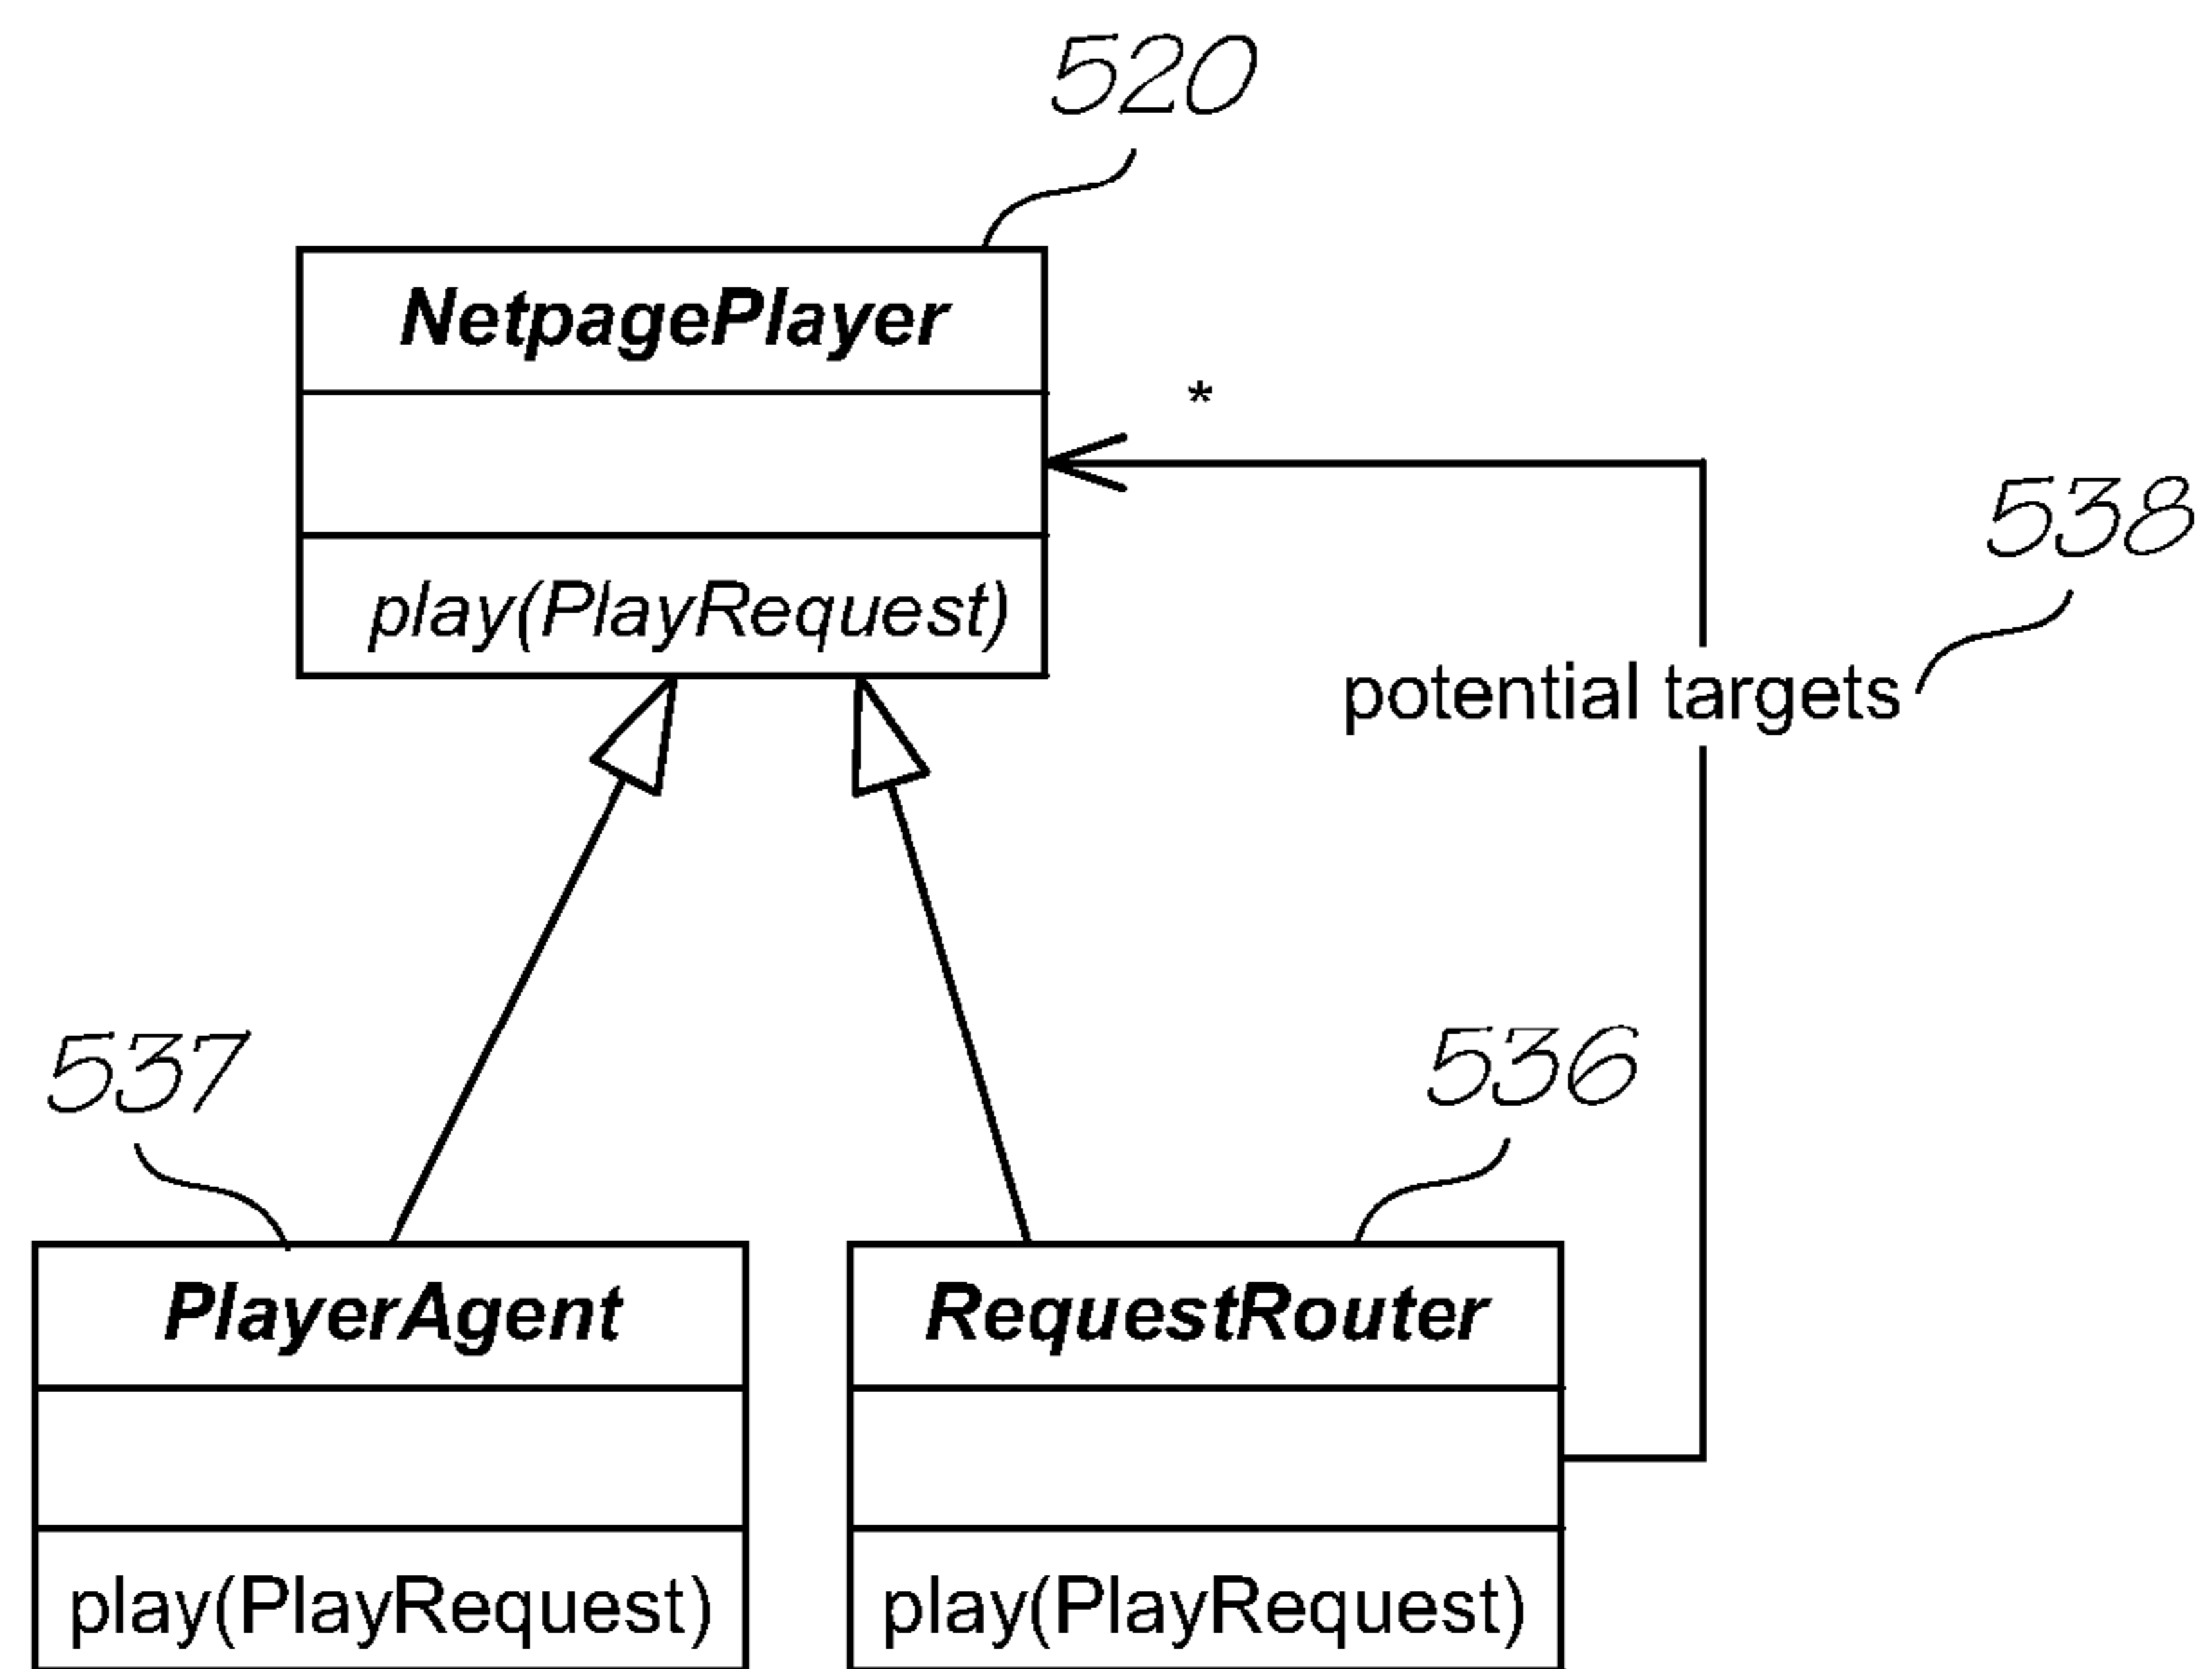 520
NetpagePlayer
*
play(PlayRequest)
538
potential targets
537
536
PlayerAgent
RequestRouter
play(PlayRequest)
play(PlayRequest)